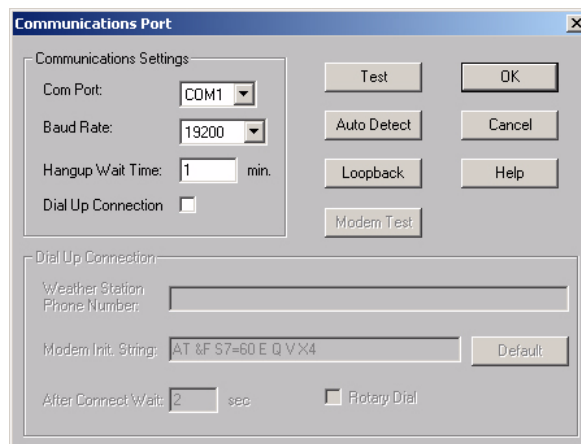 Communications Port
Communications Settings
Com Port: COM1
Baud Rate: 19200
Hangup Wait Time: 1 min.
Dial Up Connection
Test OK
Auto Detect Cancel
Loopback Help
Modem Test
Dial Up Connection
Weather Station
Phone Number:
Modem Init. String: AT &F S7=60 E Q V X4 Default
After Connect Wait: 2 sec Rotary Dial